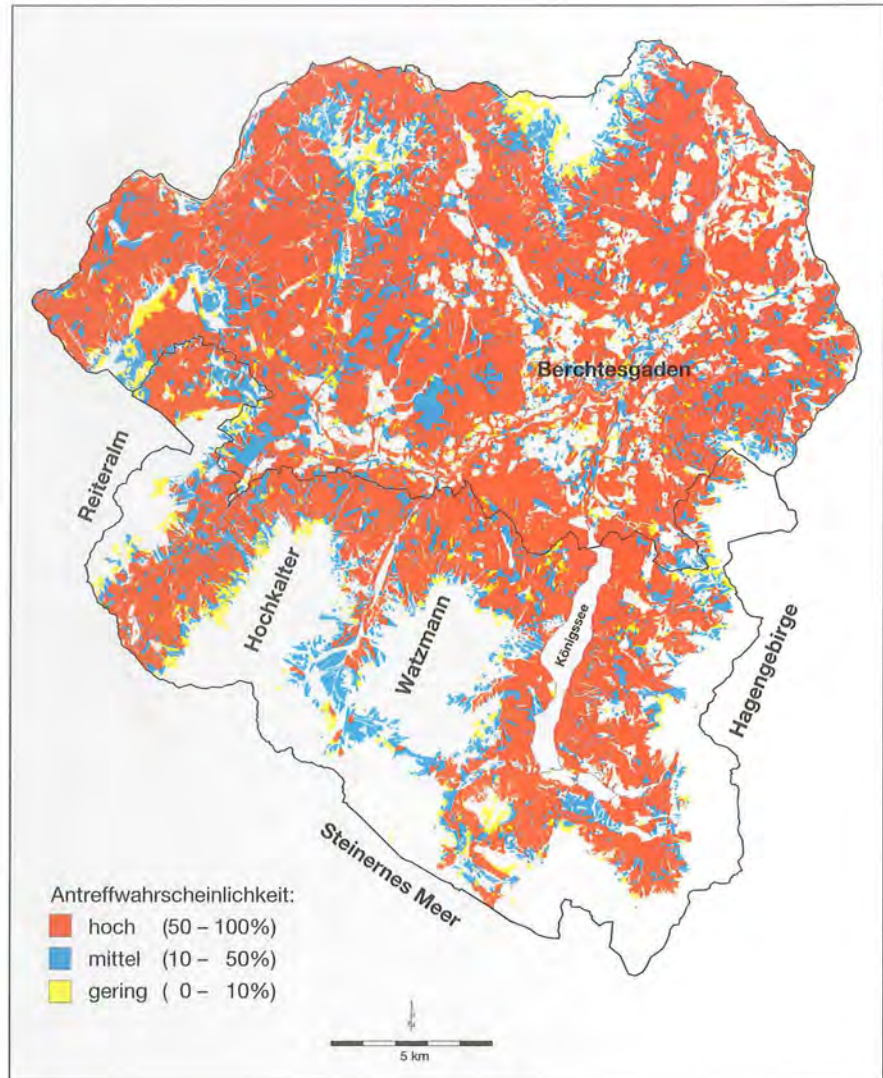 Berchtesgaden
Reiteralm
Hochkalter
Watzmann
Königssee
Hagengebirge
Steinernes Meer
Antreffwahrscheinlichkeit:
hoch (50 – 100%)
mittel (10 – 50%)
gering ( 0 – 10%)
5 km